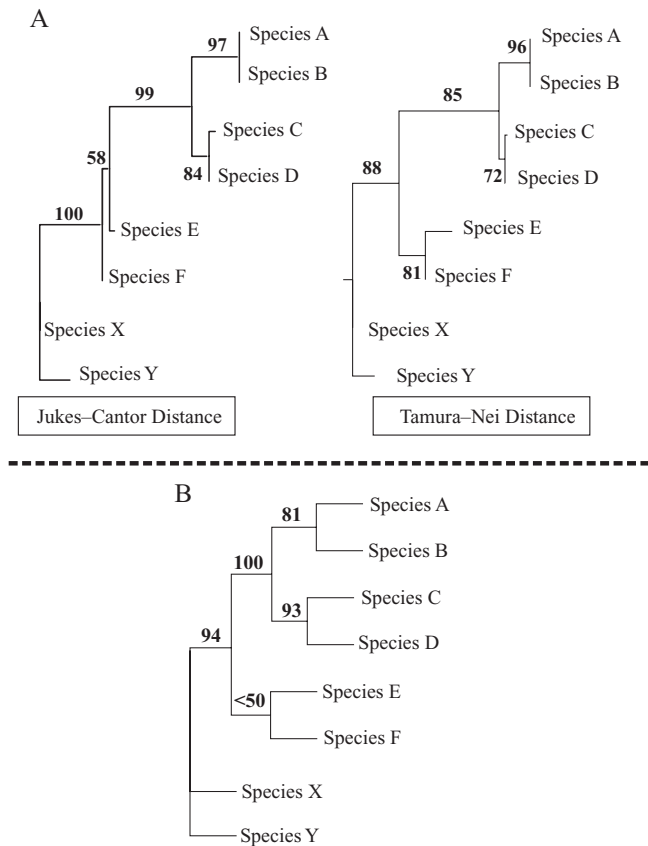 A
97
Species A
Species B
99
Species C
84
Species D
58
Species E
100
Species F
Species X
Species Y
Jukes–Cantor Distance
96
Species A
Species B
85
Species C
72
Species D
88
Species E
81
Species F
Species X
Species Y
Tamura–Nei Distance
B
81
Species A
Species B
100
Species C
93
Species D
94
<50
Species E
Species F
Species X
Species Y